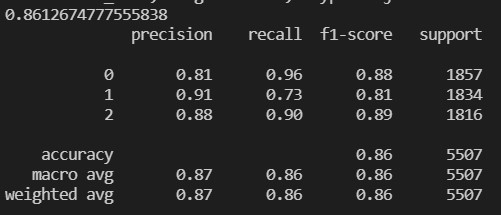 0.8612674777555838
precision recall f1-score support
0 0.81 0.96 0.88 1857
1 0.91 0.73 0.81 1834
2 0.88 0.90 0.89 1816
accuracy 0.86 5507
macro avg 0.87 0.86 0.86 5507
weighted avg 0.87 0.86 0.86 5507